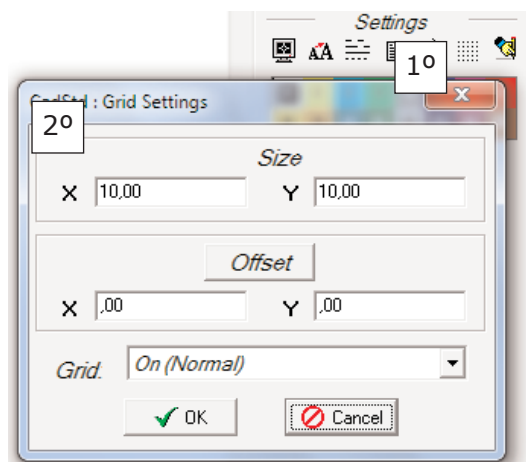 Settings
1º
: Grid Settings
2º
Size
X 10,00 Y 10,00
Offset
X ,00 Y ,00
Grid. On (Normal)
OK Cancel